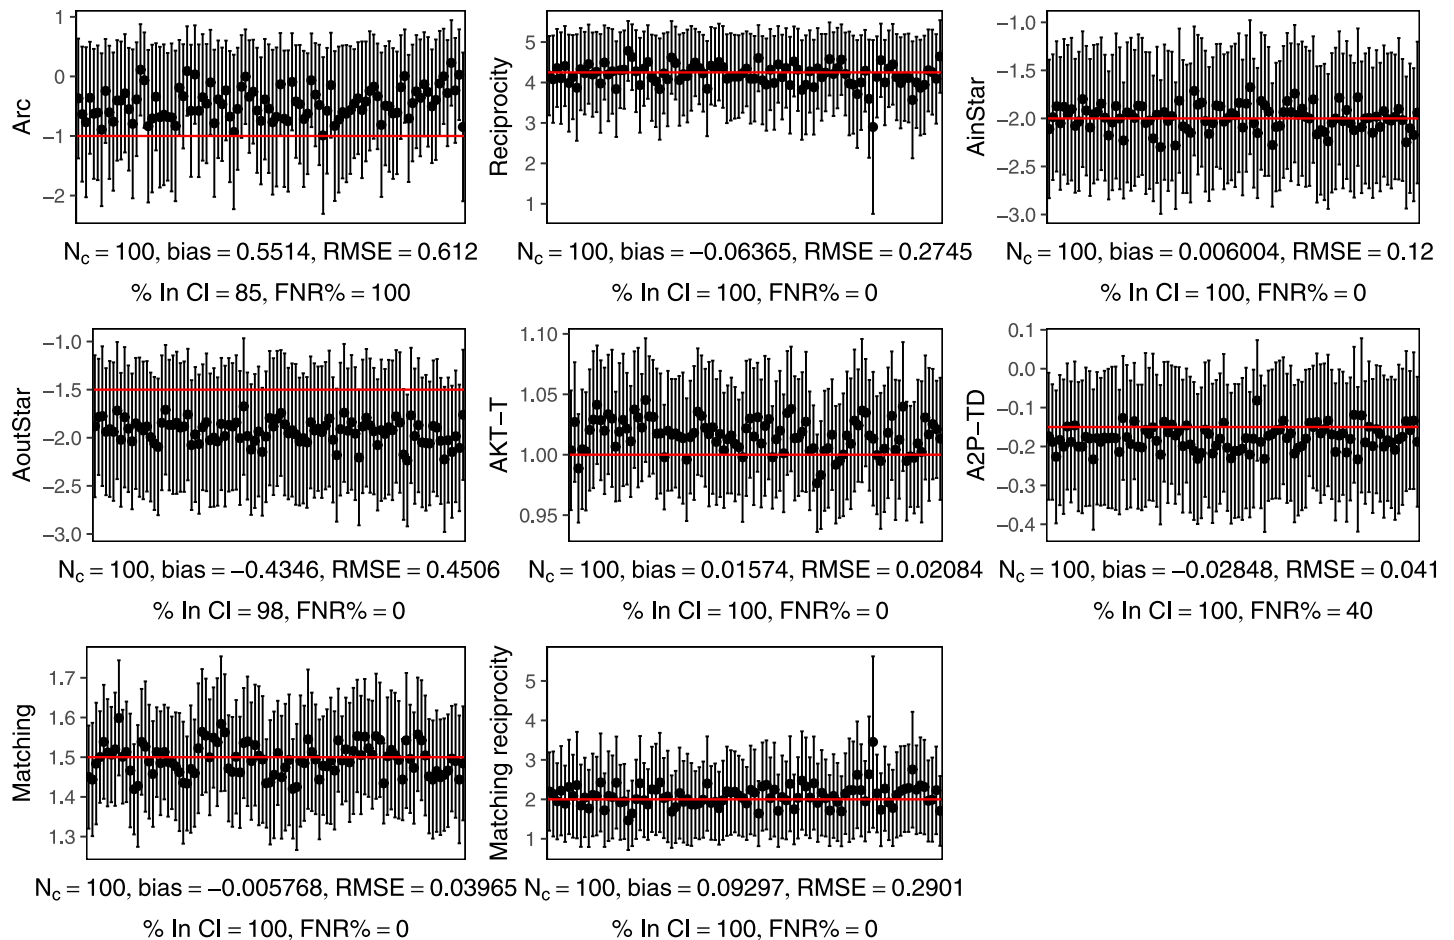 Arc
1
0
−1
−2
N_c = 100, bias = 0.5514, RMSE = 0.612
% In CI = 85, FNR% = 100
Reciprocity
5
4
3
2
1
N_c = 100, bias = −0.06365, RMSE = 0.2745
% In CI = 100, FNR% = 0
AinStar
−1.0
−1.5
−2.0
−2.5
−3.0
N_c = 100, bias = 0.006004, RMSE = 0.12
% In CI = 100, FNR% = 0
AoutStar
−1.0
−1.5
−2.0
−2.5
−3.0
N_c = 100, bias = −0.4346, RMSE = 0.4506
% In CI = 98, FNR% = 0
AKT−T
1.10
1.05
1.00
0.95
N_c = 100, bias = 0.01574, RMSE = 0.02084
% In CI = 100, FNR% = 0
A2P−TD
0.1
0.0
−0.1
−0.2
−0.3
−0.4
N_c = 100, bias = −0.02848, RMSE = 0.041
% In CI = 100, FNR% = 40
Matching
1.7
1.6
1.5
1.4
1.3
N_c = 100, bias = −0.005768, RMSE = 0.03965
% In CI = 100, FNR% = 0
Matching reciprocity
5
4
3
2
1
N_c = 100, bias = 0.09297, RMSE = 0.2901
% In CI = 100, FNR% = 0